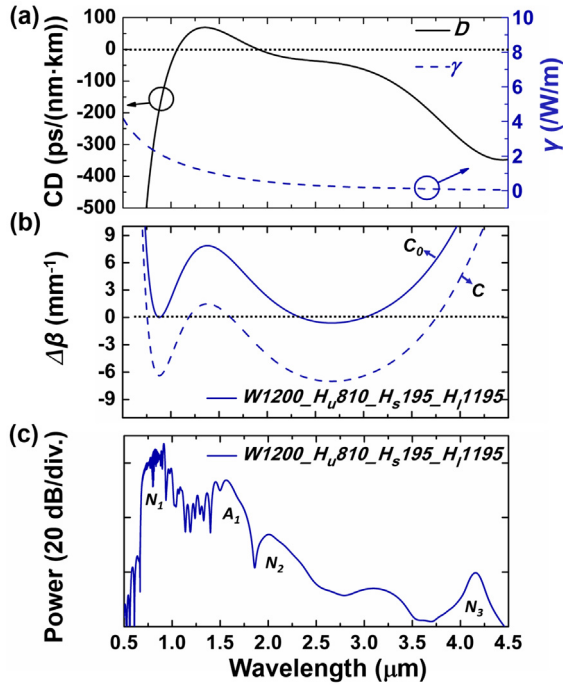 (a)
100
0
-100
-200
-300
-400
-500
CD (ps/(nm·km))
D
γ
10
8
6
4
2
0
γ (/W/m)
(b)
9
6
3
0
-3
-6
-9
Δβ (mm⁻¹)
C₀
C
W1200_Hᵤ810_Hₛ195_Hₗ1195
(c)
Power (20 dB/div.)
W1200_Hᵤ810_Hₛ195_Hₗ1195
N₁
A₁
N₂
N₃
0.5 1.0 1.5 2.0 2.5 3.0 3.5 4.0 4.5
Wavelength (μm)